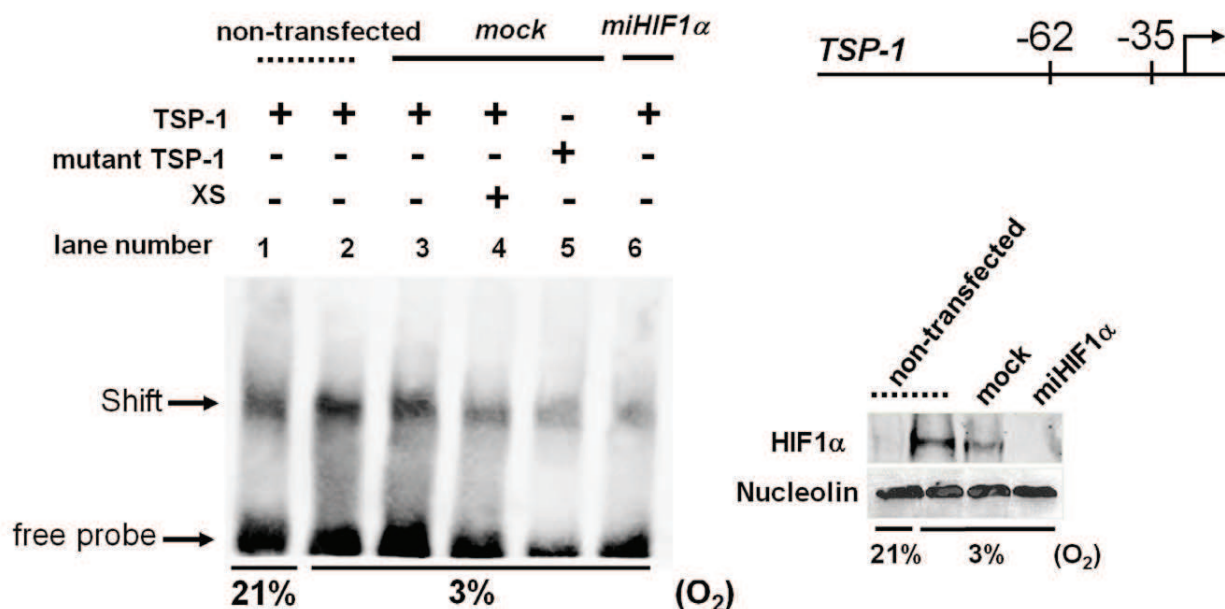 non-transfected mock miHIF1α
TSP-1 + + + + - +
mutant TSP-1 - - - - + -
XS - - - + - -
lane number 1 2 3 4 5 6
Shift
free probe
21% 3% (O₂)
TSP-1 -62 -35
non-transfected mock miHIF1α
HIF1α
Nucleolin
21% 3% (O₂)